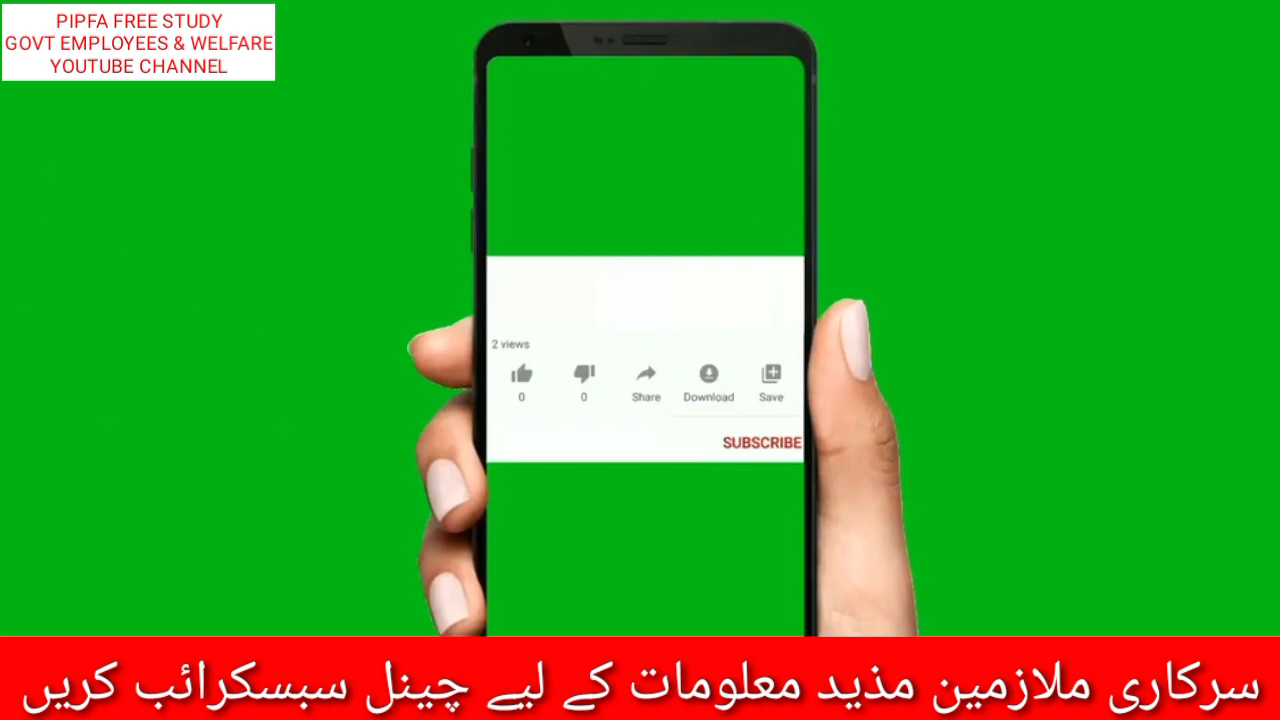 PIPFA FREE STUDY
GOVT EMPLOYEES & WELFARE
YOUTUBE CHANNEL
2 views
0 0 Share Download Save
SUBSCRIBE
سرکاری ملازمین مذید معلومات کے لیے چینل سبسکرائب کریں